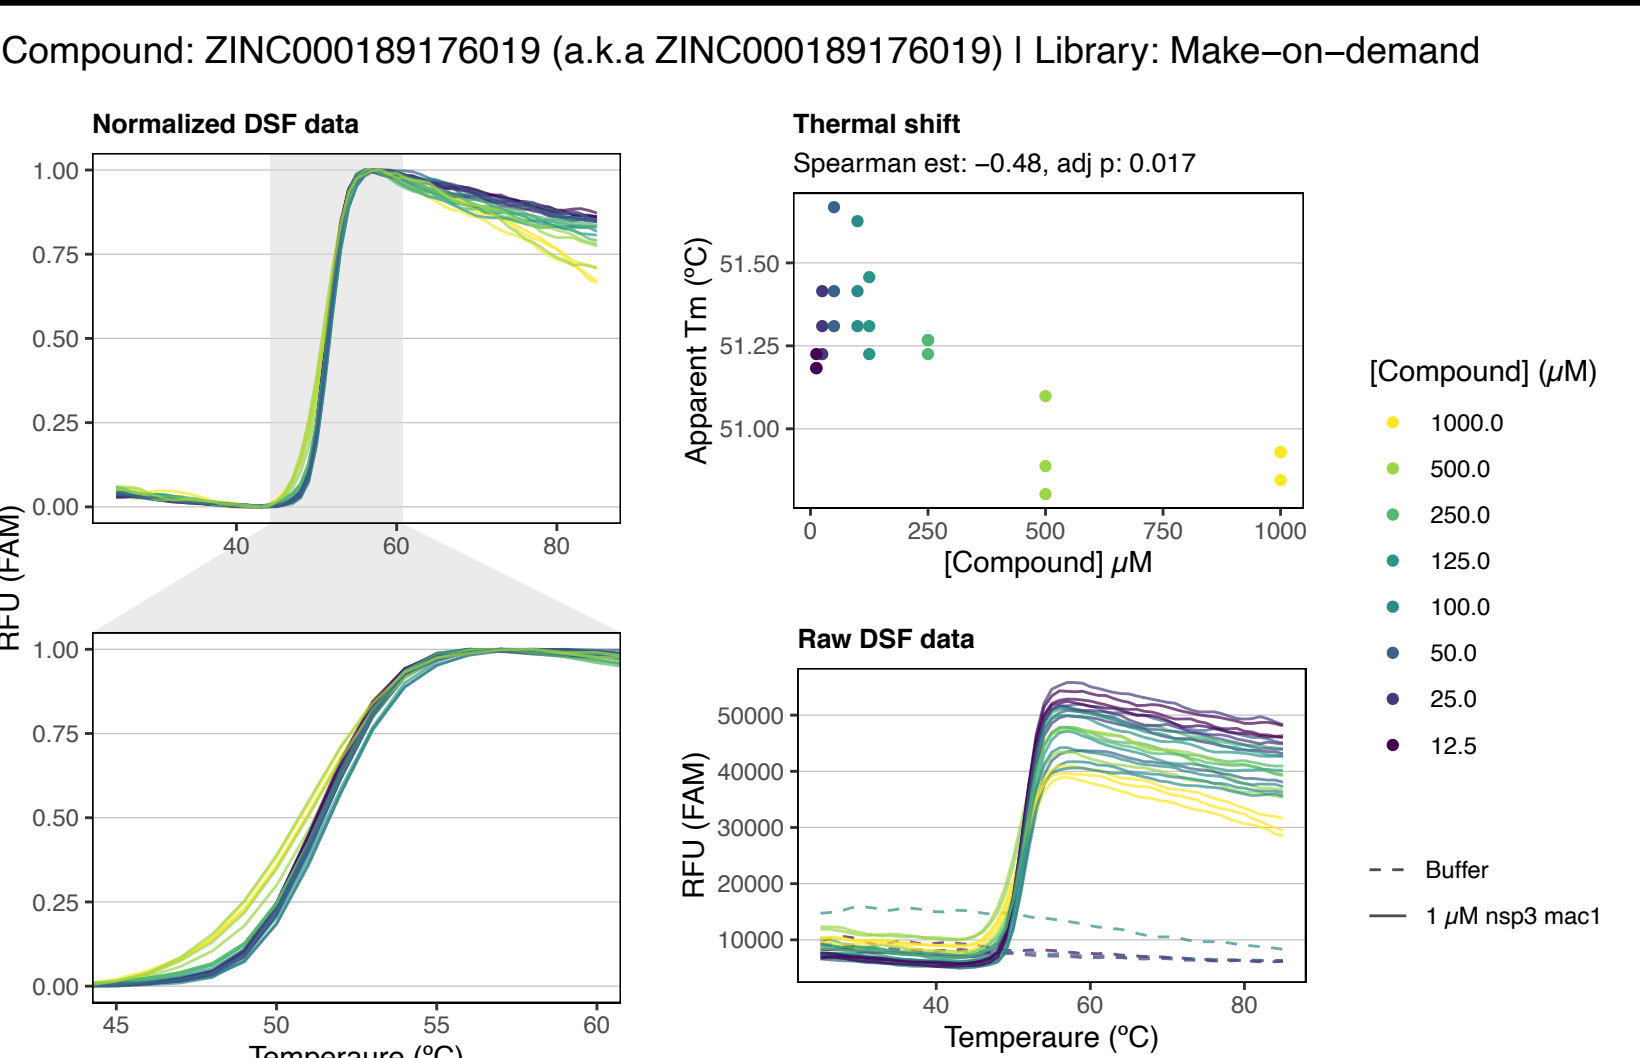 Compound: ZINC000189176019 (a.k.a ZINC000189176019) | Library: Make−on−demand
Normalized DSF data
1.00
0.75
0.50
0.25
0.00
40 60 80
RFU (FAM)
1.00
0.75
0.50
0.25
0.00
45 50 55 60
Temperaure (ºC)
Thermal shift
Spearman est: −0.48, adj p: 0.017
Apparent Tm (ºC)
51.50
51.25
51.00
0 250 500 750 1000
[Compound] µM
Raw DSF data
RFU (FAM)
50000
40000
30000
20000
10000
40 60 80
Temperaure (ºC)
[Compound] (µM)
1000.0
500.0
250.0
125.0
100.0
50.0
25.0
12.5
Buffer
1 µM nsp3 mac1